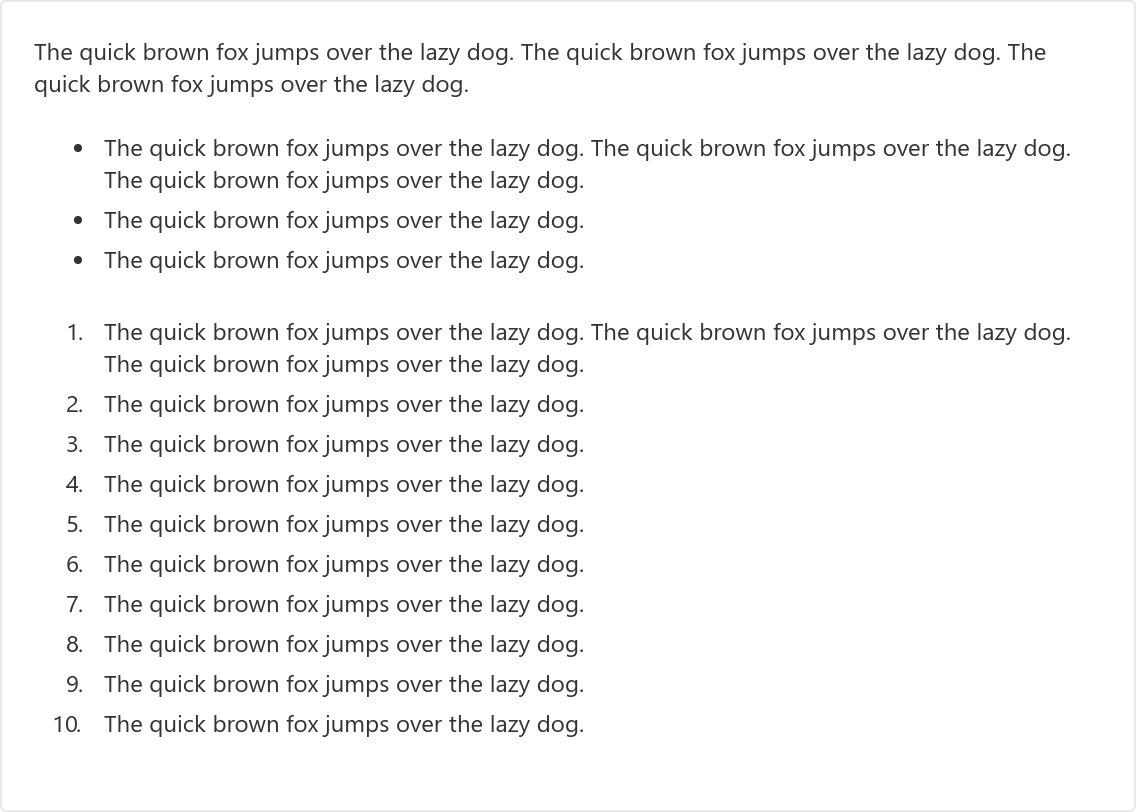 The quick brown fox jumps over the lazy dog. The quick brown fox jumps over the lazy dog. The
quick brown fox jumps over the lazy dog.
• The quick brown fox jumps over the lazy dog. The quick brown fox jumps over the lazy dog.
The quick brown fox jumps over the lazy dog.
• The quick brown fox jumps over the lazy dog.
• The quick brown fox jumps over the lazy dog.
1. The quick brown fox jumps over the lazy dog. The quick brown fox jumps over the lazy dog.
The quick brown fox jumps over the lazy dog.
2. The quick brown fox jumps over the lazy dog.
3. The quick brown fox jumps over the lazy dog.
4. The quick brown fox jumps over the lazy dog.
5. The quick brown fox jumps over the lazy dog.
6. The quick brown fox jumps over the lazy dog.
7. The quick brown fox jumps over the lazy dog.
8. The quick brown fox jumps over the lazy dog.
9. The quick brown fox jumps over the lazy dog.
10. The quick brown fox jumps over the lazy dog.